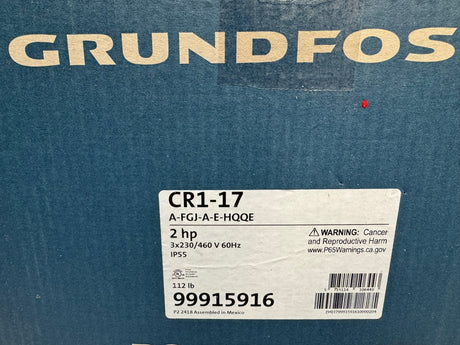 GRUNDFOS
CR1-17
A-FGJ-A-E-HQQE
2 hp
3x230/460 V 60Hz
IP55
WARNING: Cancer
and Reproductive Harm
www.P65Warnings.ca.gov
112 lb
99915916
P2 2418 Assembled in Mexico